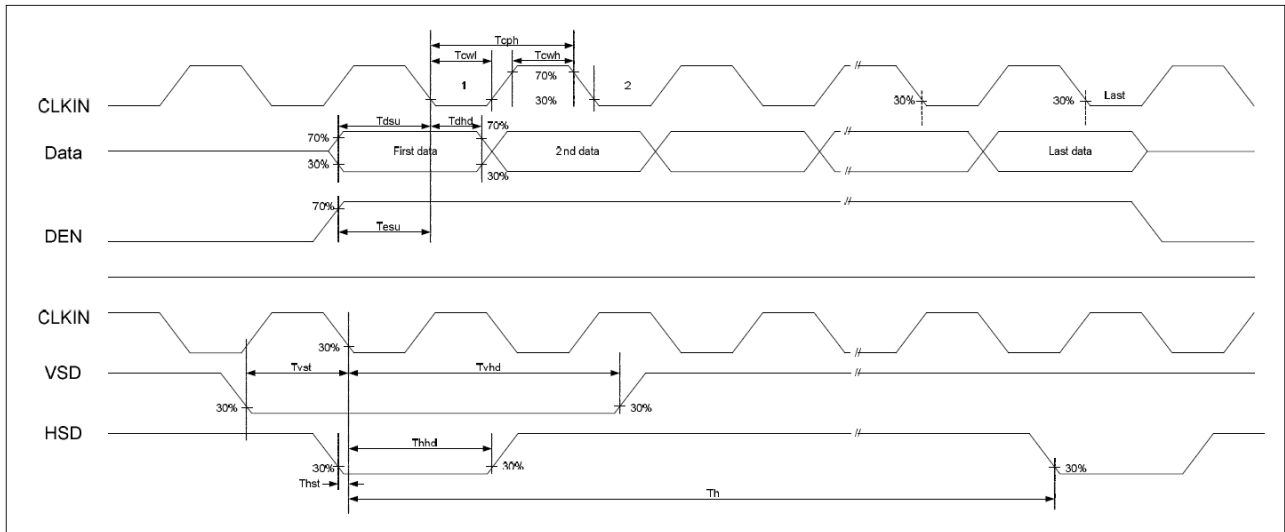 Tcph
Tcwl Tcwh
1 70% 2
CLKIN 30% 30% 30% Last
Tdsu Tdhd
70% 70%
Data First data 2nd data Last data
30% 30%
70%
DEN Tesu
CLKIN
30%
VSD Tvst Tvhd
30% 30%
HSD Thhd
30% 30% 30%
Thst
Th